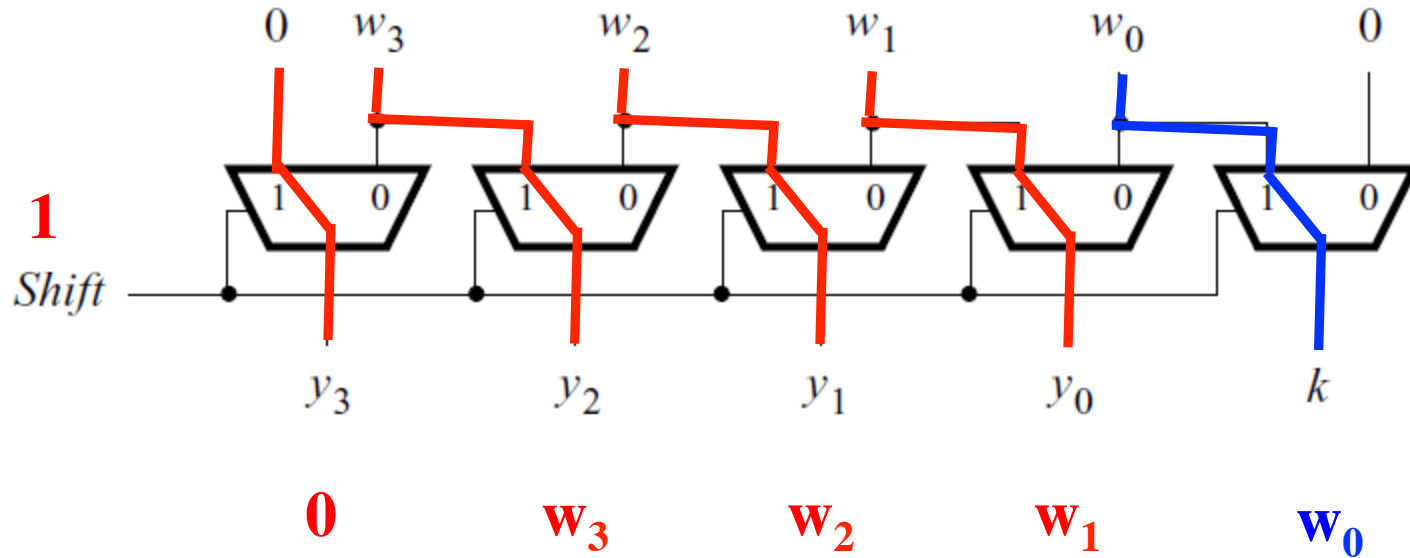 0 w₃ w₂ w₁ w₀ 0
1 0 1 0 1 0 1 0 1 0
1
Shift
y₃ y₂ y₁ y₀ k
0 w₃ w₂ w₁ w₀